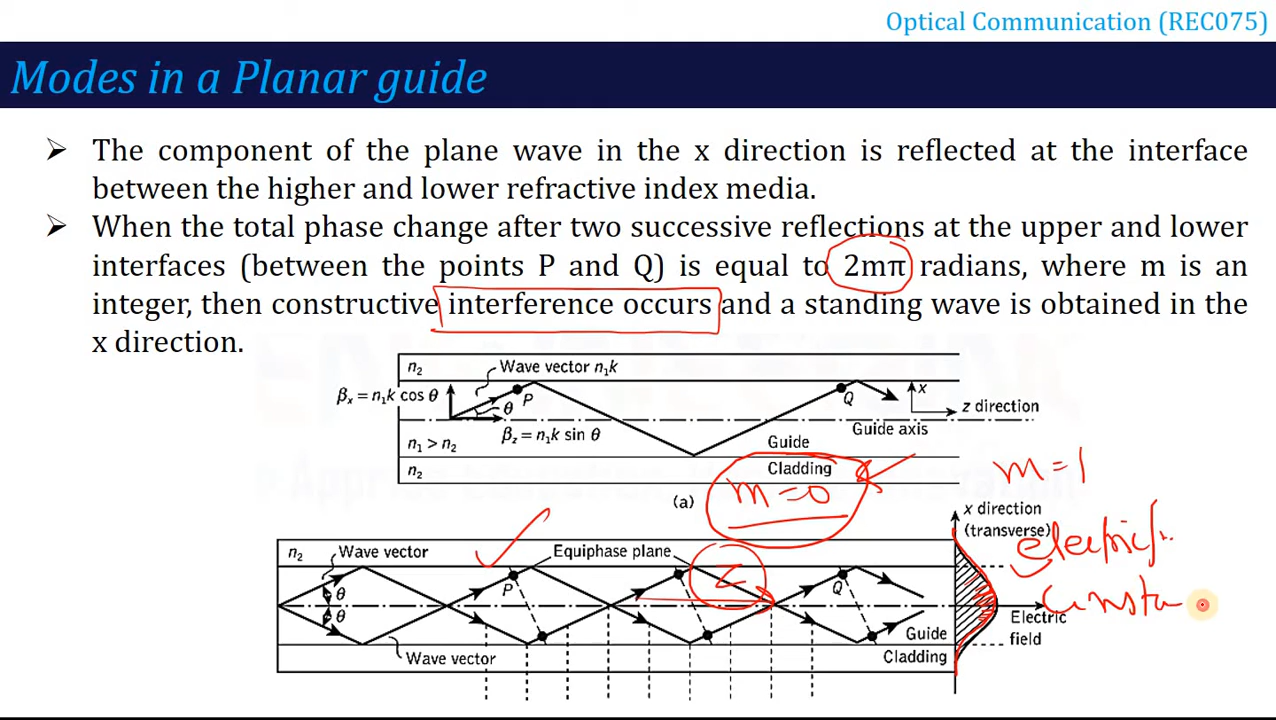 Optical Communication (REC075)
Modes in a Planar guide
➢ The component of the plane wave in the x direction is reflected at the interface
between the higher and lower refractive index media.
➢ When the total phase change after two successive reflections at the upper and lower
interfaces (between the points P and Q) is equal to 2mπ radians, where m is an
integer, then constructive interference occurs and a standing wave is obtained in the
x direction.
n₂
Wave vector n₁k
βₓ = n₁k cos θ
P
Q
x
θ
z direction
β_z = n₁k sin θ
Guide axis
n₁ > n₂
Guide
n₂
Cladding
m = 1
m = 0
(a)
x direction
(transverse)
electric f
n₂
Wave vector
Equiphase plane
z
θ
P
Q
θ
consta
Electric
field
Guide
Wave vector
Cladding